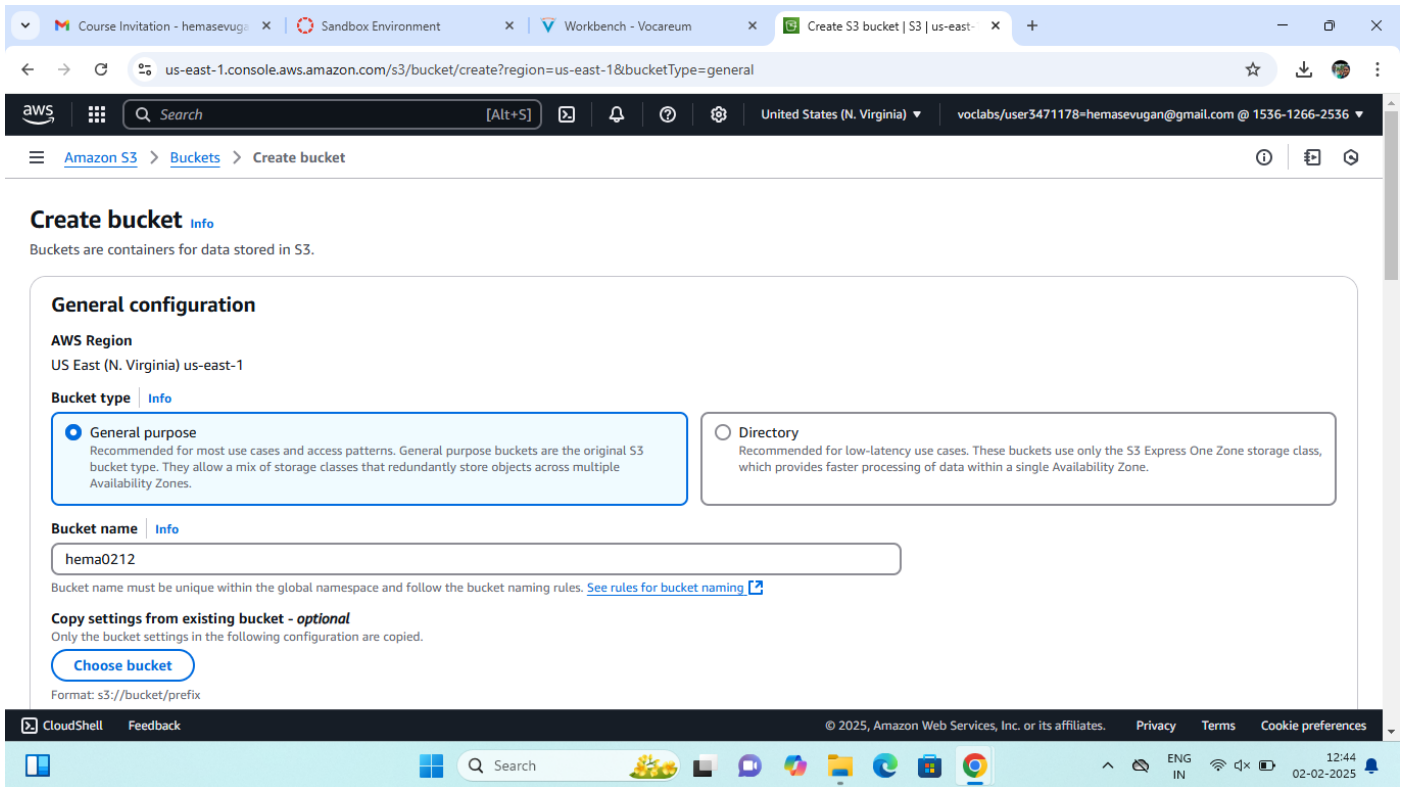 Course Invitation - hemasevuga
Sandbox Environment
Workbench - Vocareum
Create S3 bucket | S3 | us-east-
us-east-1.console.aws.amazon.com/s3/bucket/create?region=us-east-1&bucketType=general
aws
Search
[Alt+S]
United States (N. Virginia)
voclabs/user3471178=hemasevugan@gmail.com @ 1536-1266-2536
Amazon S3 > Buckets > Create bucket
Create bucket Info
Buckets are containers for data stored in S3.
General configuration
AWS Region
US East (N. Virginia) us-east-1
Bucket type Info
General purpose
Recommended for most use cases and access patterns. General purpose buckets are the original S3
bucket type. They allow a mix of storage classes that redundantly store objects across multiple
Availability Zones.
Directory
Recommended for low-latency use cases. These buckets use only the S3 Express One Zone storage class,
which provides faster processing of data within a single Availability Zone.
Bucket name Info
hema0212
Bucket name must be unique within the global namespace and follow the bucket naming rules. See rules for bucket naming
Copy settings from existing bucket - optional
Only the bucket settings in the following configuration are copied.
Choose bucket
Format: s3://bucket/prefix
CloudShell Feedback
© 2025, Amazon Web Services, Inc. or its affiliates. Privacy Terms Cookie preferences
Search
ENG
IN
12:44
02-02-2025